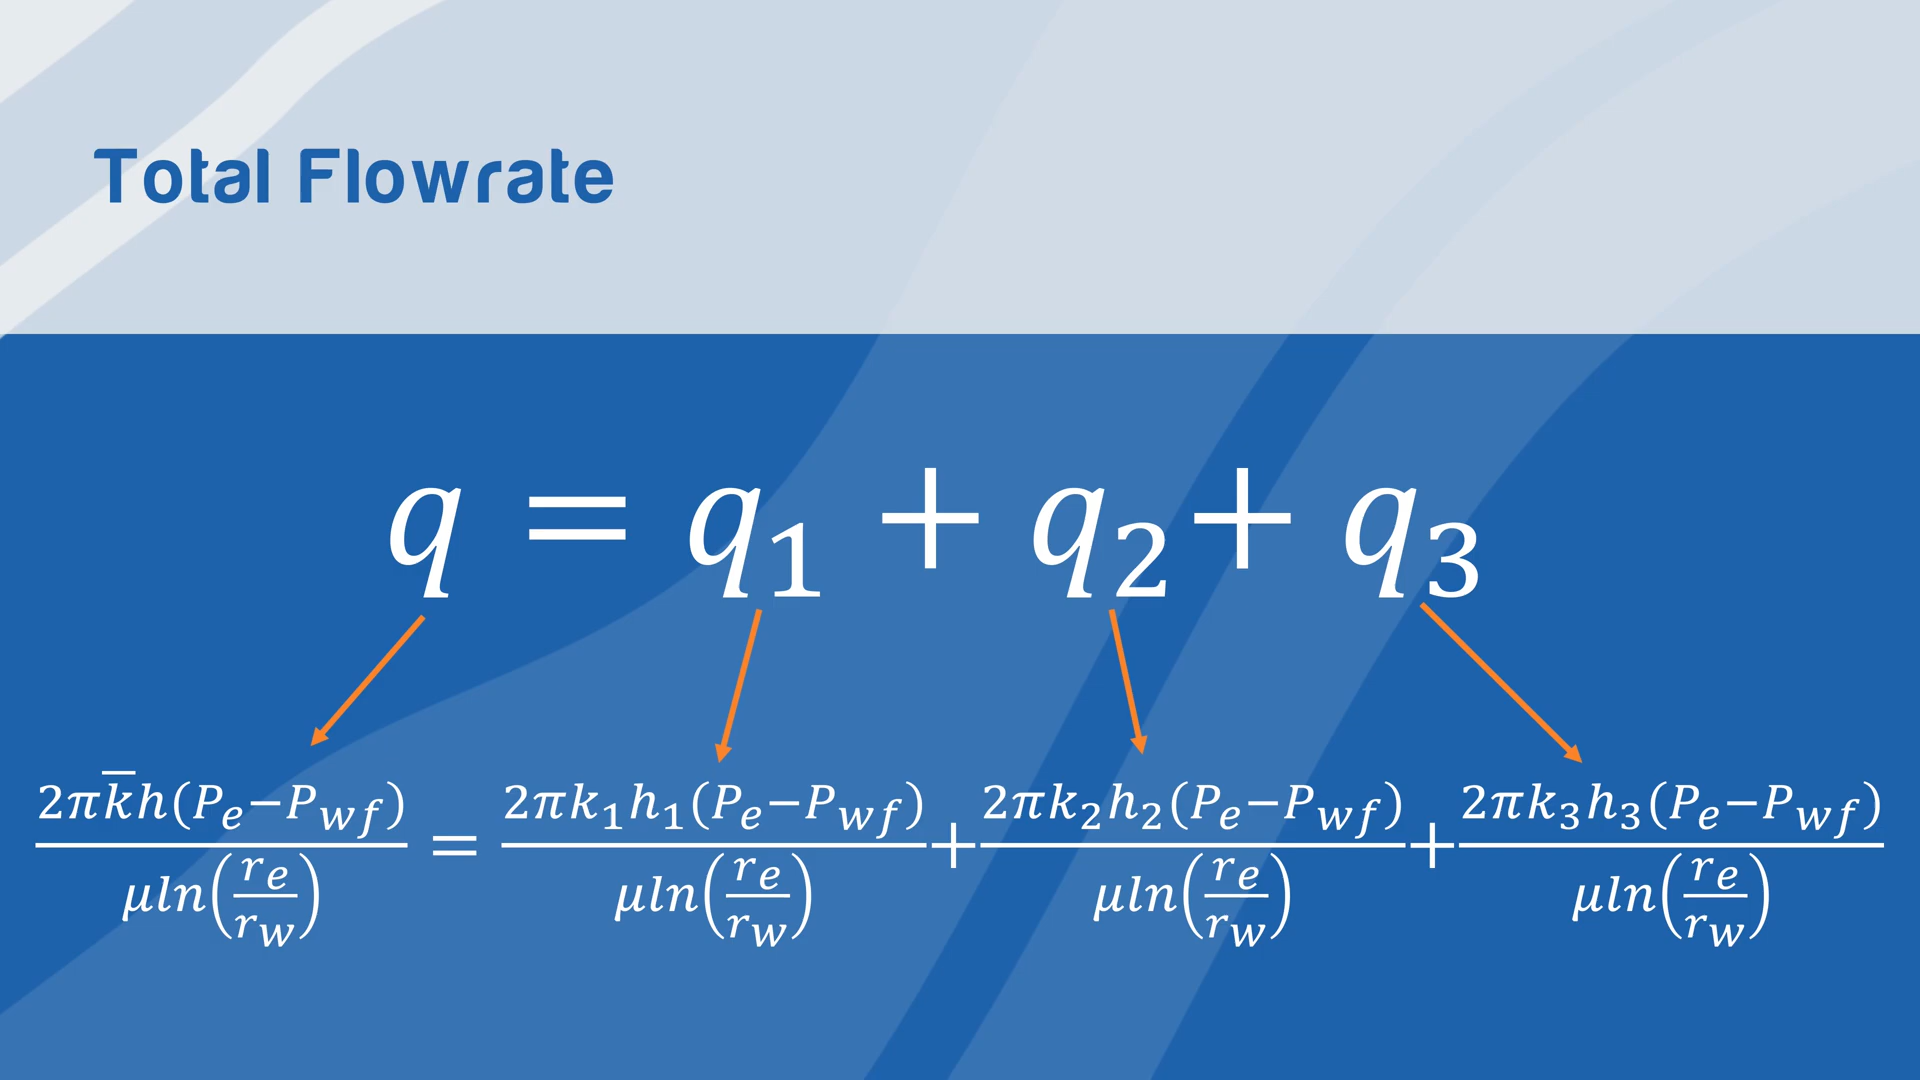 Total Flowrate
q = q₁ + q₂+ q₃
2πk̅h(Pₑ−P_wf)/μln(rₑ/r_w) = 2πk₁h₁(Pₑ−P_wf)/μln(rₑ/r_w)+2πk₂h₂(Pₑ−P_wf)/μln(rₑ/r_w)+2πk₃h₃(Pₑ−P_wf)/μln(rₑ/r_w)